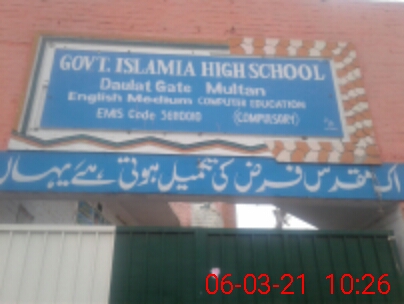 GOVT. ISLAMIA HIGH SCHOOL
Daulat Gate Multan
English Medium COMPUTER EDUCATION
EMIS Code (COMPULSORY)
اک مقدس فرض کی تکمیل ہوتی ہے یہاں
06-03-21 10:26